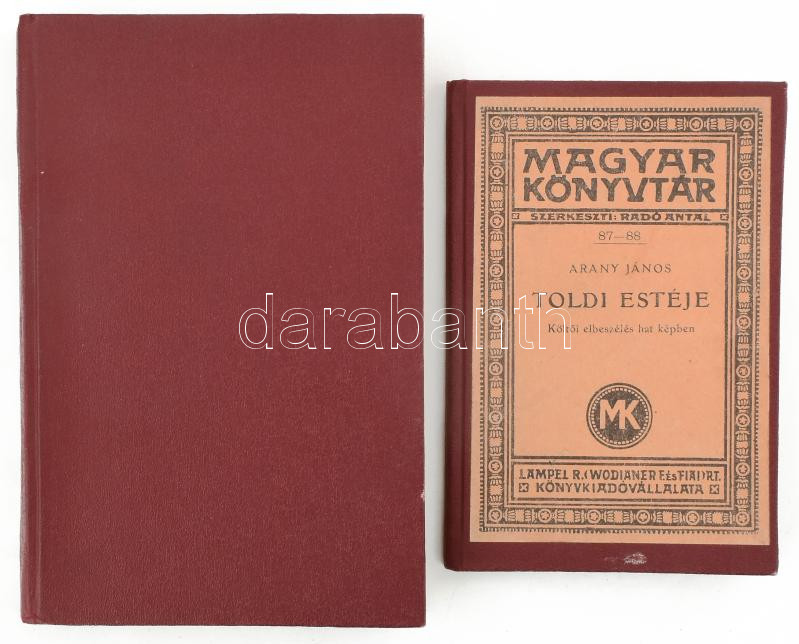 MAGYAR
KÖNYVTÁR
SZERKESZTI: RADÓ ANTAL
87—88
ARANY JÁNOS
TOLDI ESTÉJE
Költői elbeszélés hat képben
darabanth
MK
LAMPEL R. (WODIANER F. ÉS FIAI) RT.
KÖNYVKIADÓVÁLLALATA